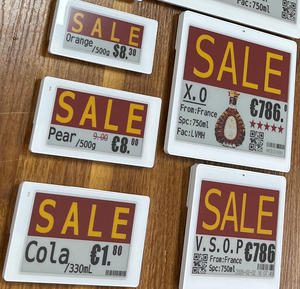 Fac:750ml
SALE
Orange
/500g $8.30
SALE
X.O
€786.
From:France
Spc:750ml
Fac:LVMH
SALE
Pear 9.00
/500g €8.00
SALE
Cola €1.80
/330mL
SALE
V.S.O.P €786
From:France
Spc:750ml